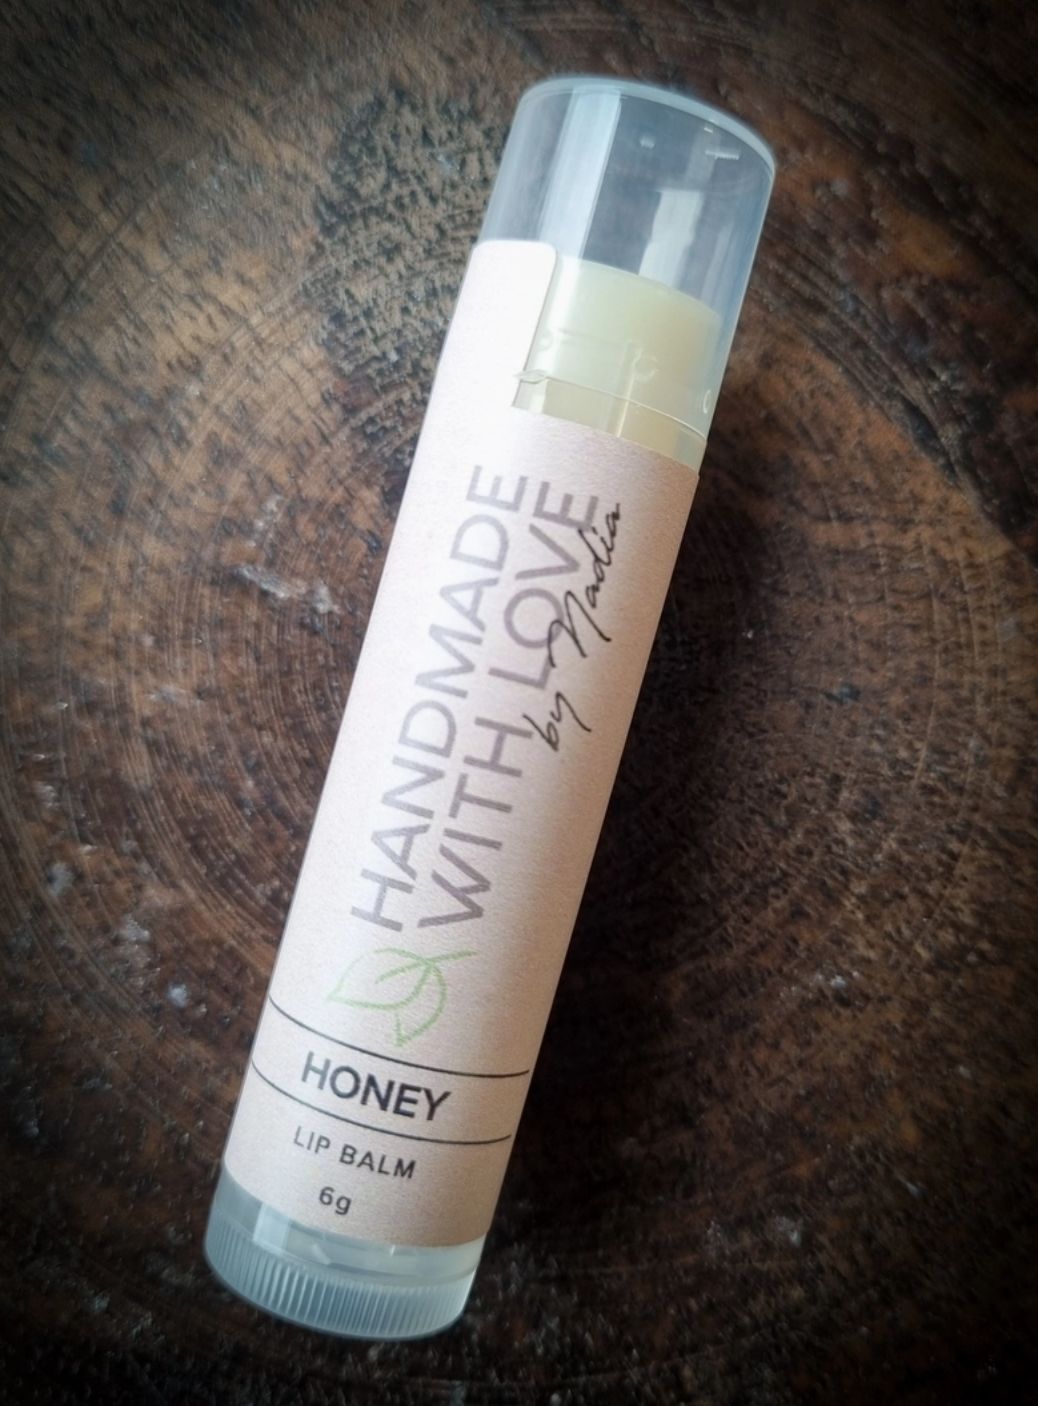 HANDMADE
WITH LOVE
by Nadia
HONEY
LIP BALM
6g